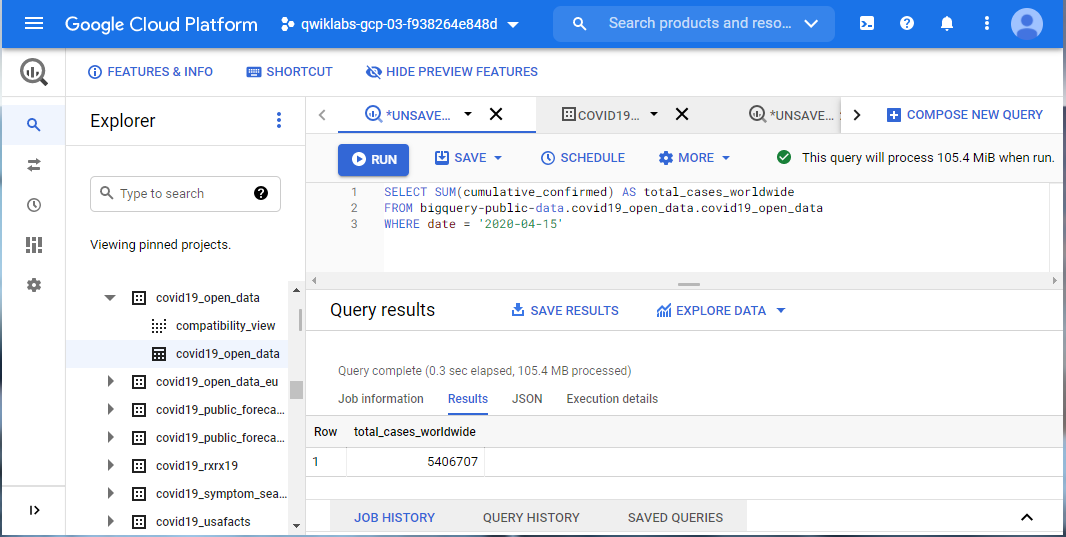 Google Cloud Platform
qwiklabs-gcp-03-f938264e848d
Search products and reso...
FEATURES & INFO
SHORTCUT
HIDE PREVIEW FEATURES
Explorer
Type to search
Viewing pinned projects.
covid19_open_data
compatibility_view
covid19_open_data
covid19_open_data_eu
covid19_public_foreca...
covid19_public_foreca...
covid19_rxrx19
covid19_symptom_sea...
covid19_usafacts
*UNSAVE...
COVID19...
*UNSAVE...
COMPOSE NEW QUERY
RUN
SAVE
SCHEDULE
MORE
This query will process 105.4 MiB when run.
1 SELECT SUM(cumulative_confirmed) AS total_cases_worldwide
2 FROM bigquery-public-data.covid19_open_data.covid19_open_data
3 WHERE date = '2020-04-15'
Query results
SAVE RESULTS
EXPLORE DATA
Query complete (0.3 sec elapsed, 105.4 MB processed)
Job information Results JSON Execution details
Row total_cases_worldwide
1 5406707
JOB HISTORY QUERY HISTORY SAVED QUERIES